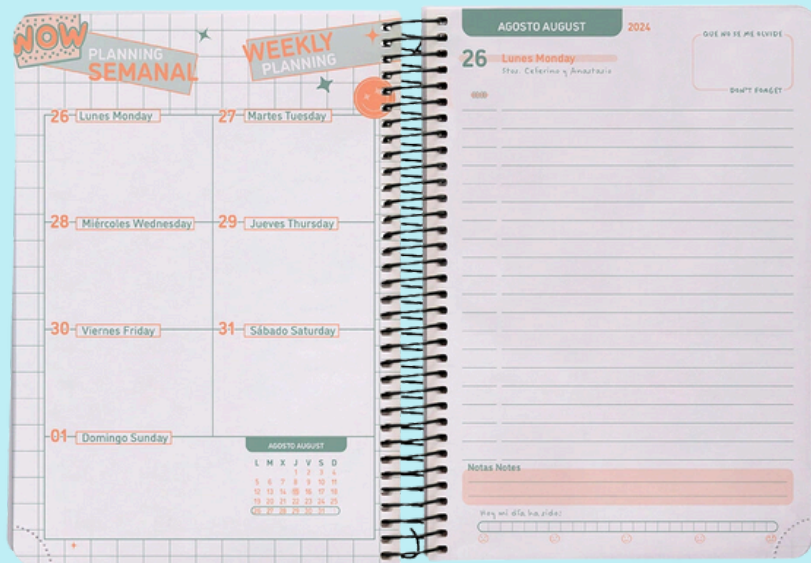 NOW
PLANNING
SEMANAL
WEEKLY
PLANNING
26 Lunes Monday
27 Martes Tuesday
28 Miércoles Wednesday
29 Jueves Thursday
30 Viernes Friday
31 Sábado Saturday
01 Domingo Sunday
AGOSTO AUGUST
L M X J V S D
1 2 3 4
5 6 7 8 9 10 11
12 13 14 15 16 17 18
19 20 21 22 23 24 25
26 27 28 29 30 31
AGOSTO AUGUST
2024
26 Lunes Monday
Stos. Ceferino y Anastasio
QUE NO SE ME OLVIDE
DON'T FORGET
Notas Notes
Hoy mi día ha sido: